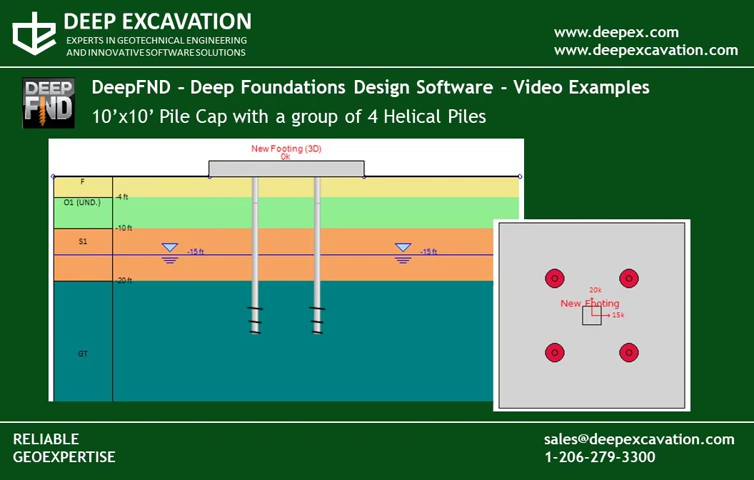 DEEP EXCAVATION
EXPERTS IN GEOTECHNICAL ENGINEERING
AND INNOVATIVE SOFTWARE SOLUTIONS
www.deepex.com
www.deepexcavation.com
DEEP
FND
DeepFND – Deep Foundations Design Software - Video Examples
10’x10’ Pile Cap with a group of 4 Helical Piles
New Footing (3D)
0k
F
-4 ft
O1 (UND.)
-10 ft
S1
-15 ft
-15 ft
-20 ft
GT
20k
New Footing
15k
RELIABLE
GEOEXPERTISE
sales@deepexcavation.com
1-206-279-3300